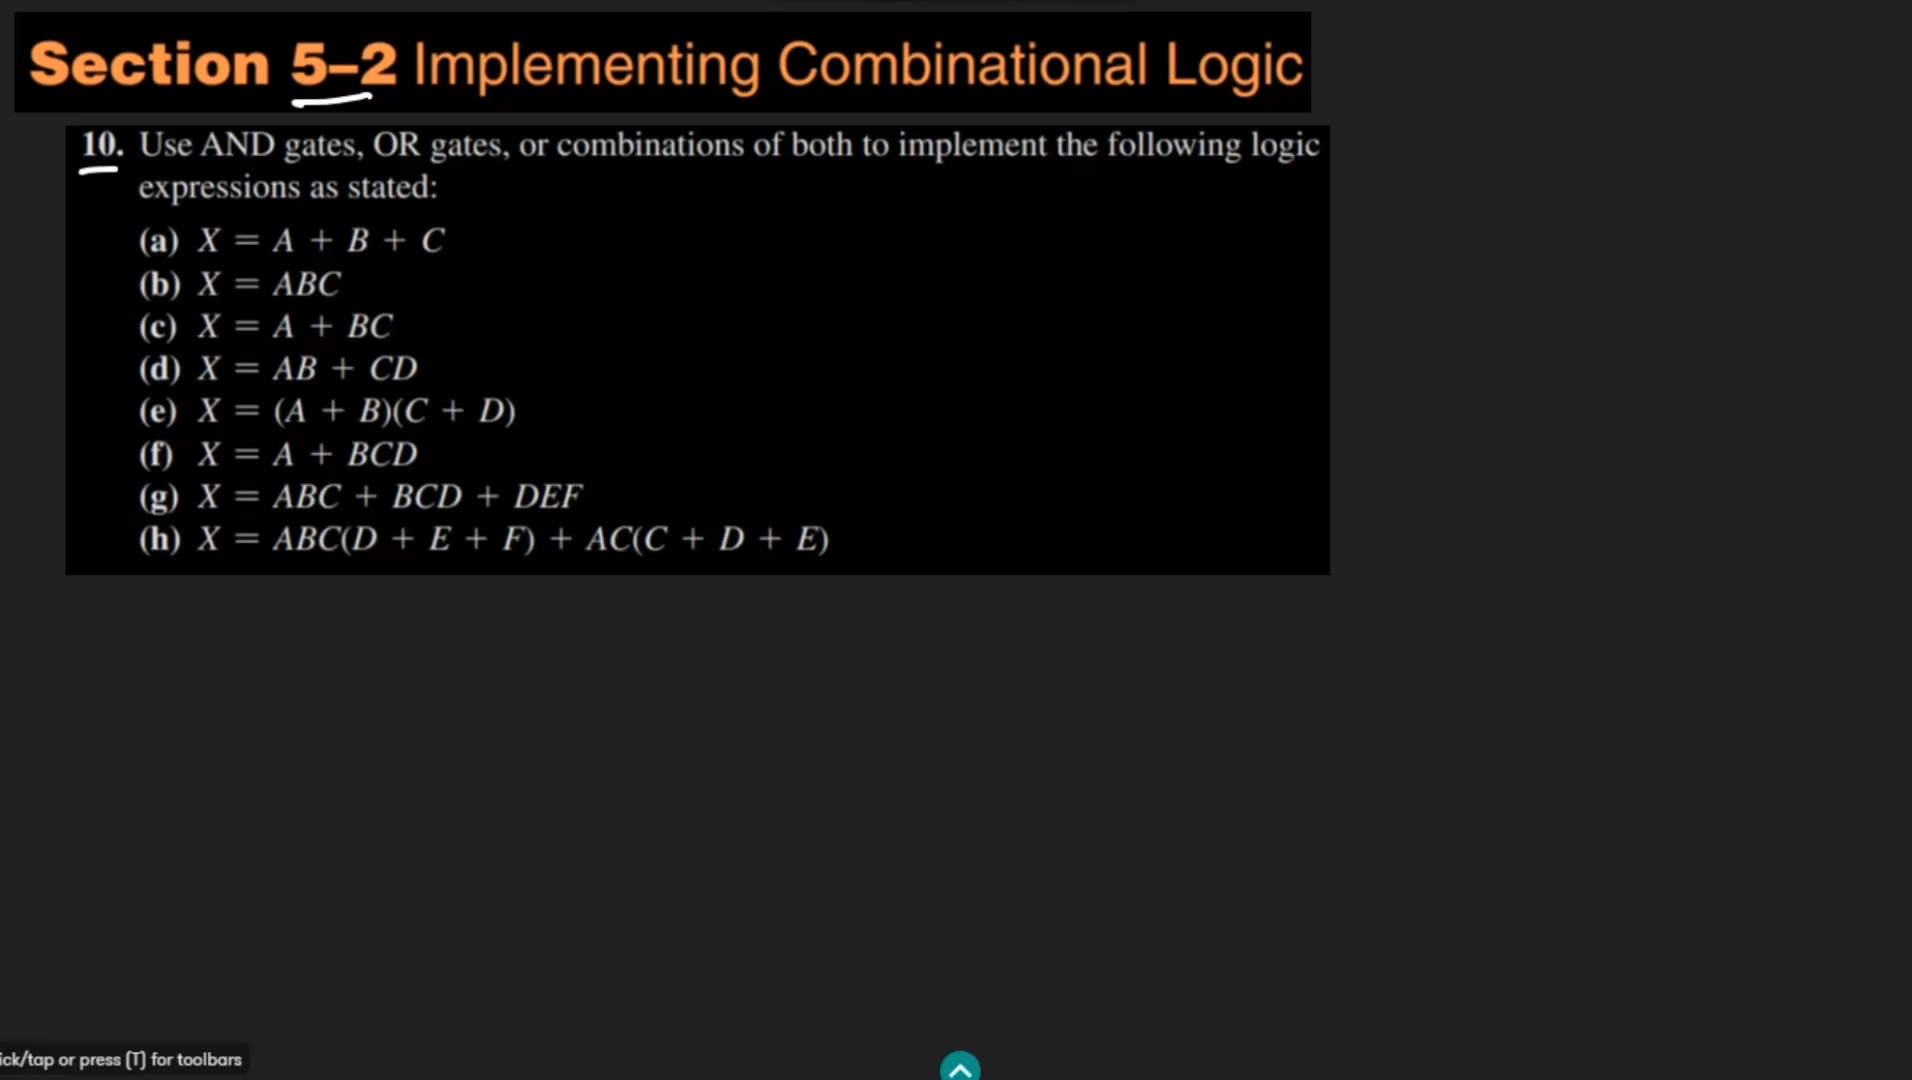 Section 5–2 Implementing Combinational Logic
10. Use AND gates, OR gates, or combinations of both to implement the following logic
expressions as stated:
(a) X = A + B + C
(b) X = ABC
(c) X = A + BC
(d) X = AB + CD
(e) X = (A + B)(C + D)
(f) X = A + BCD
(g) X = ABC + BCD + DEF
(h) X = ABC(D + E + F) + AC(C + D + E)
ick/tap or press (T) for toolbars